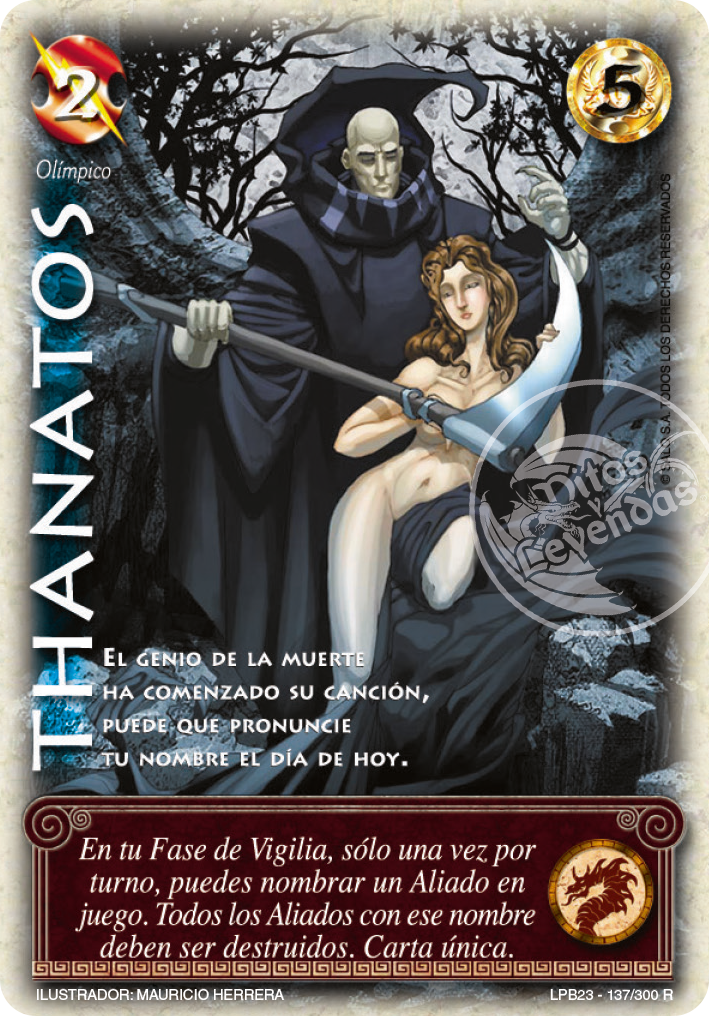 2
5
Olímpico
THANATOS
© SALO S.A. TODOS LOS DERECHOS RESERVADOS
Mitos
y
Leyendas
EL GENIO DE LA MUERTE
HA COMENZADO SU CANCIÓN,
PUEDE QUE PRONUNCIE
TU NOMBRE EL DÍA DE HOY.
En tu Fase de Vigilia, sólo una vez por
turno, puedes nombrar un Aliado en
juego. Todos los Aliados con ese nombre
deben ser destruidos. Carta única.
ILUSTRADOR: MAURICIO HERRERA
LPB23 - 137/300 R